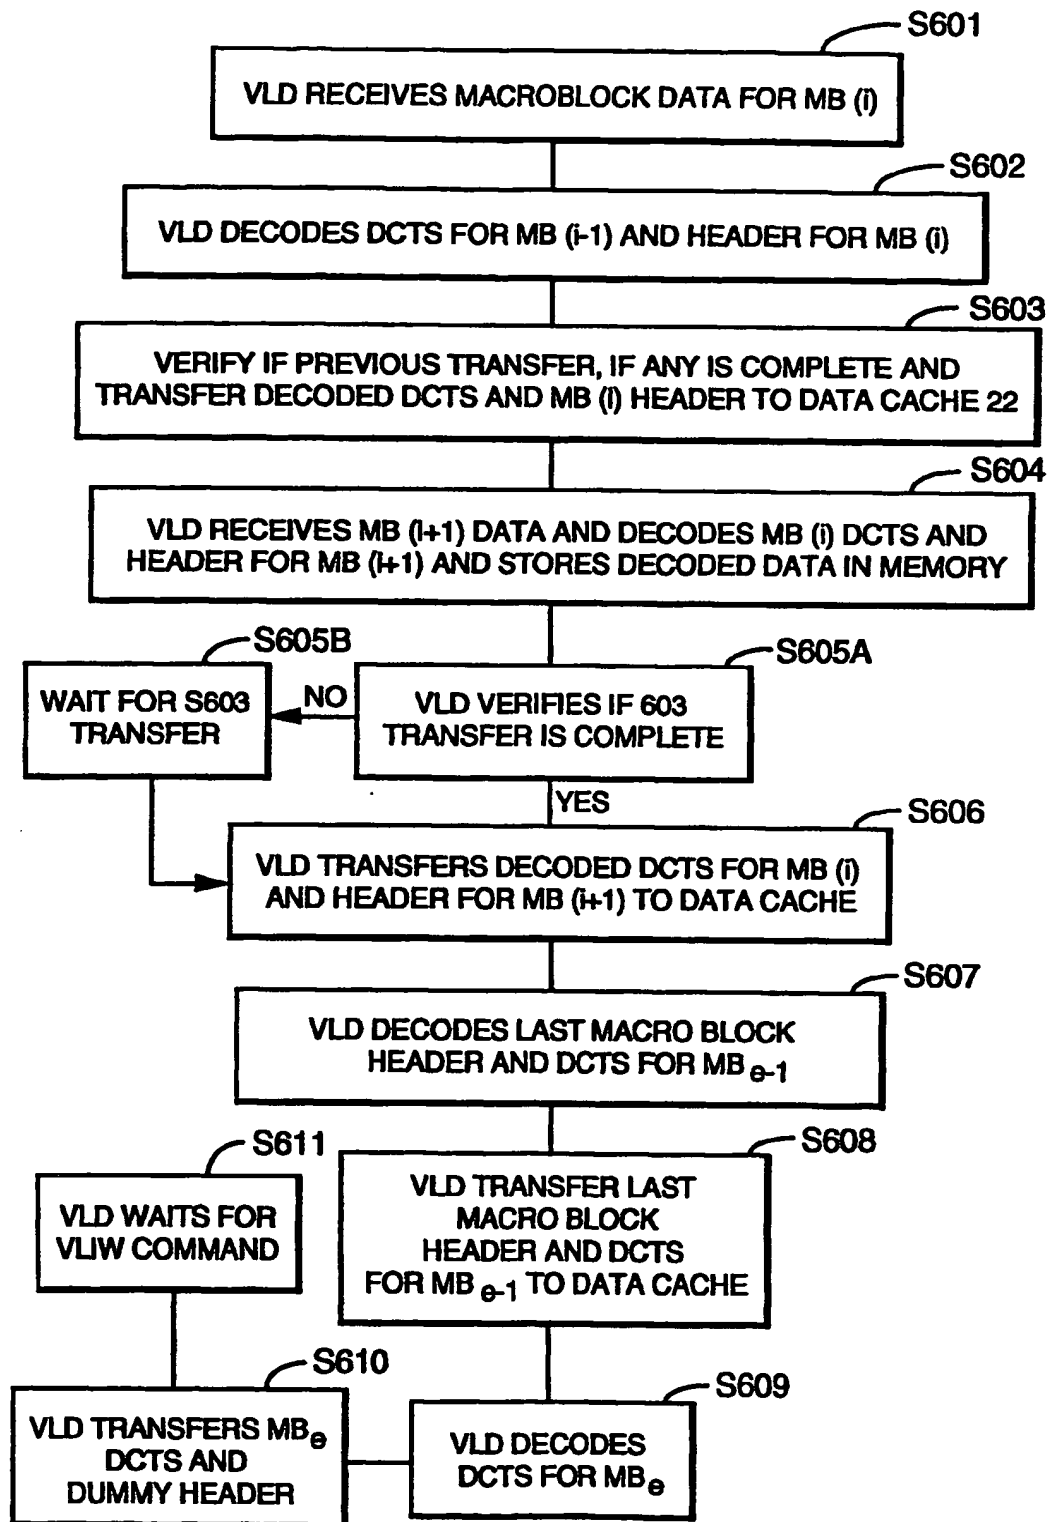 S601
VLD RECEIVES MACROBLOCK DATA FOR MB (i)
S602
VLD DECODES DCTS FOR MB (i-1) AND HEADER FOR MB (i)
S603
VERIFY IF PREVIOUS TRANSFER, IF ANY IS COMPLETE AND
TRANSFER DECODED DCTS AND MB (i) HEADER TO DATA CACHE 22
S604
VLD RECEIVES MB (i+1) DATA AND DECODES MB (i) DCTS AND
HEADER FOR MB (i+1) AND STORES DECODED DATA IN MEMORY
S605B
WAIT FOR S603
TRANSFER
NO
S605A
VLD VERIFIES IF 603
TRANSFER IS COMPLETE
YES
S606
VLD TRANSFERS DECODED DCTS FOR MB (i)
AND HEADER FOR MB (i+1) TO DATA CACHE
S607
VLD DECODES LAST MACRO BLOCK
HEADER AND DCTS FOR MB e-1
S608
VLD TRANSFER LAST
MACRO BLOCK
HEADER AND DCTS
FOR MB e-1 TO DATA CACHE
S611
VLD WAITS FOR
VLIW COMMAND
S610
VLD TRANSFERS MB e
DCTS AND
DUMMY HEADER
S609
VLD DECODES
DCTS FOR MB e